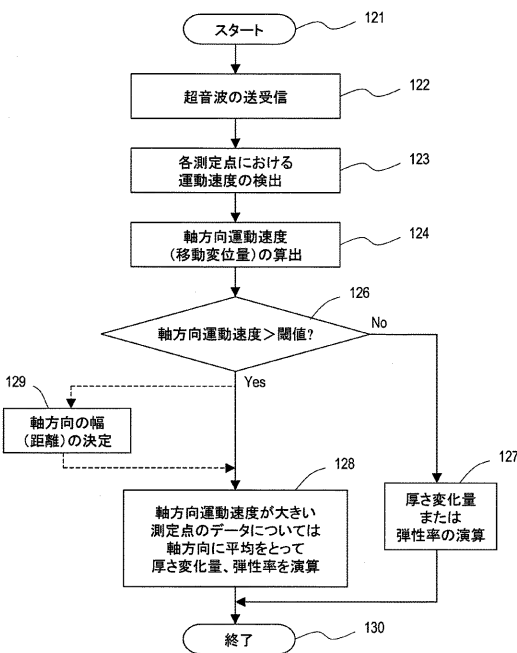 スタート
121
超音波の送受信
122
各測定点における
運動速度の検出
123
軸方向運動速度
(移動変位量)の算出
124
126
軸方向運動速度>閾値?
No
Yes
129
軸方向の幅
(距離)の決定
128
軸方向運動速度が大きい
測定点のデータについては
軸方向に平均をとって
厚さ変化量、弾性率を演算
127
厚さ変化量
または
弾性率の演算
終了
130